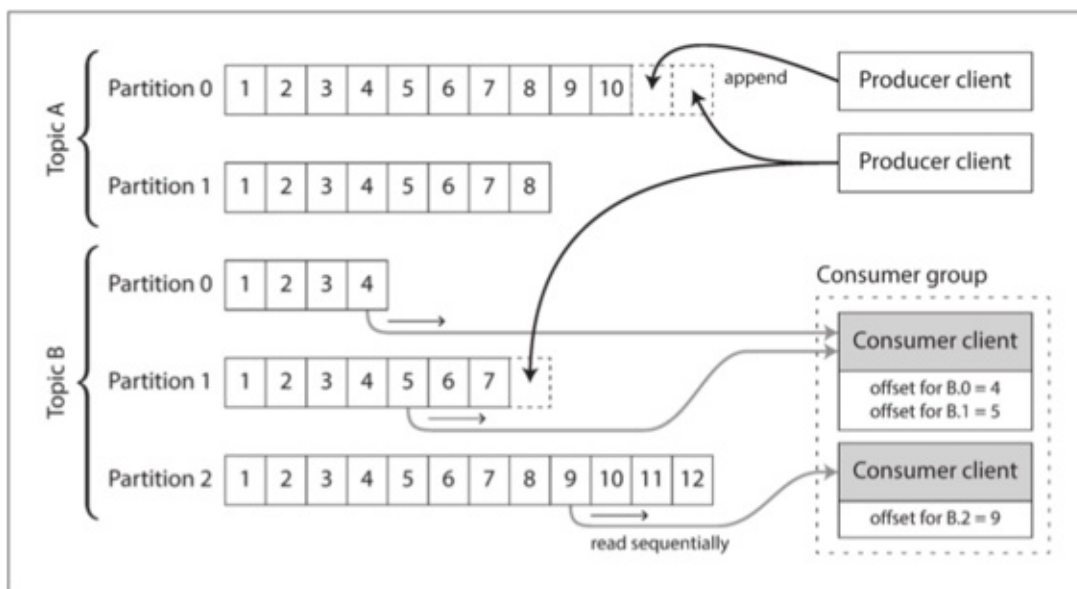 Topic A
Partition 0
1 2 3 4 5 6 7 8 9 10
append
Producer client
Producer client
Partition 1
1 2 3 4 5 6 7 8
Topic B
Partition 0
1 2 3 4
Partition 1
1 2 3 4 5 6 7
Partition 2
1 2 3 4 5 6 7 8 9 10 11 12
read sequentially
Consumer group
Consumer client
offset for B.0 = 4
offset for B.1 = 5
Consumer client
offset for B.2 = 9